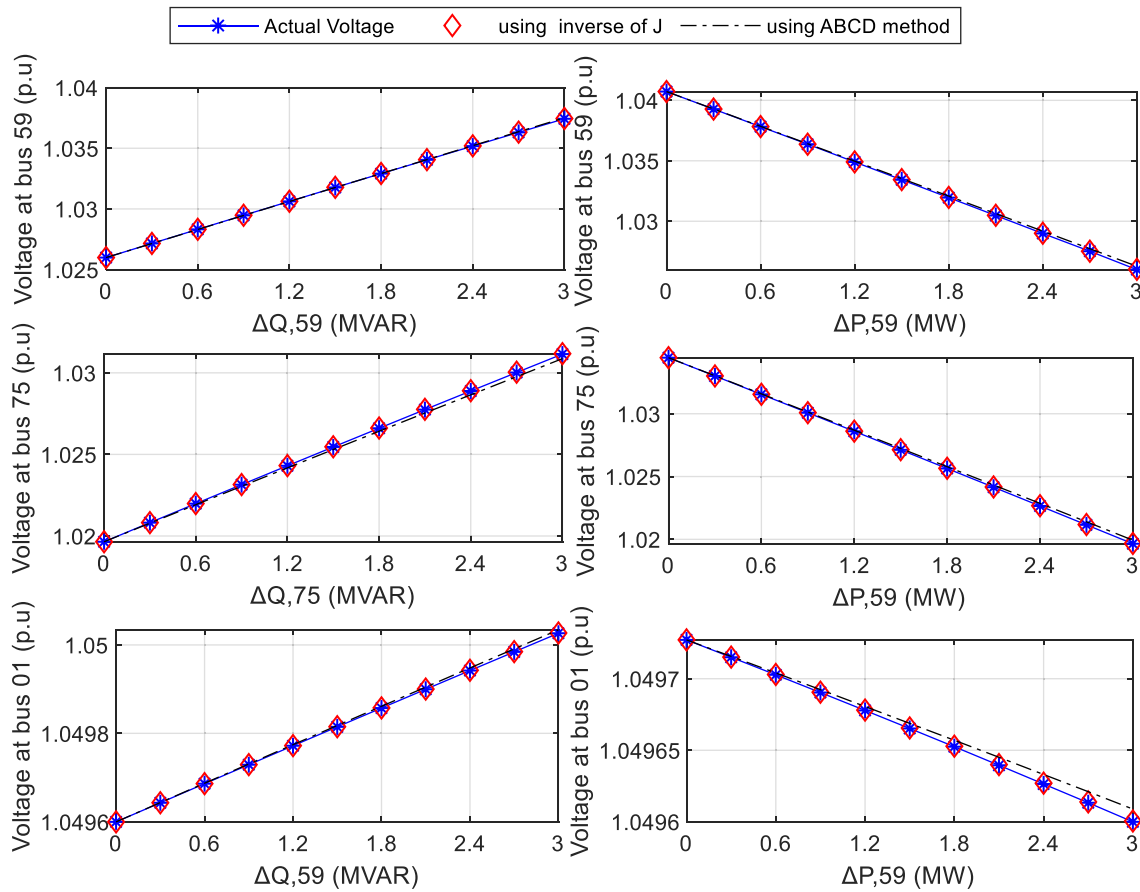 Actual Voltage using inverse of J using ABCD method
Voltage at bus 59 (p.u)
1.04
1.035
1.03
1.025
0 0.6 1.2 1.8 2.4 3
ΔQ,59 (MVAR)
Voltage at bus 59 (p.u)
1.04
1.035
1.03
0 0.6 1.2 1.8 2.4 3
ΔP,59 (MW)
Voltage at bus 75 (p.u)
1.03
1.025
1.02
0 0.6 1.2 1.8 2.4 3
ΔQ,75 (MVAR)
Voltage at bus 75 (p.u)
1.03
1.025
1.02
0 0.6 1.2 1.8 2.4 3
ΔP,59 (MW)
Voltage at bus 01 (p.u)
1.05
1.0498
1.0496
0 0.6 1.2 1.8 2.4 3
ΔQ,59 (MVAR)
Voltage at bus 01 (p.u)
1.0497
1.04965
1.0496
0 0.6 1.2 1.8 2.4 3
ΔP,59 (MW)